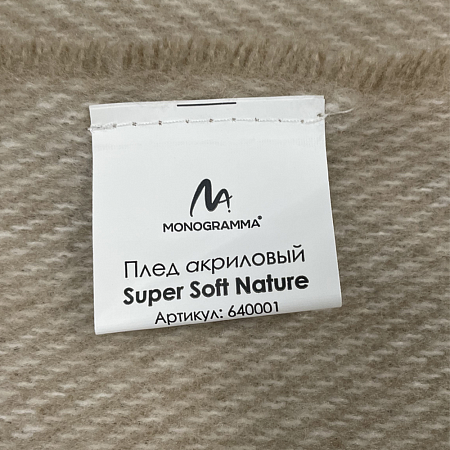 MONOGRAMMA®
Плед акриловый
Super Soft Nature
Артикул: 640001